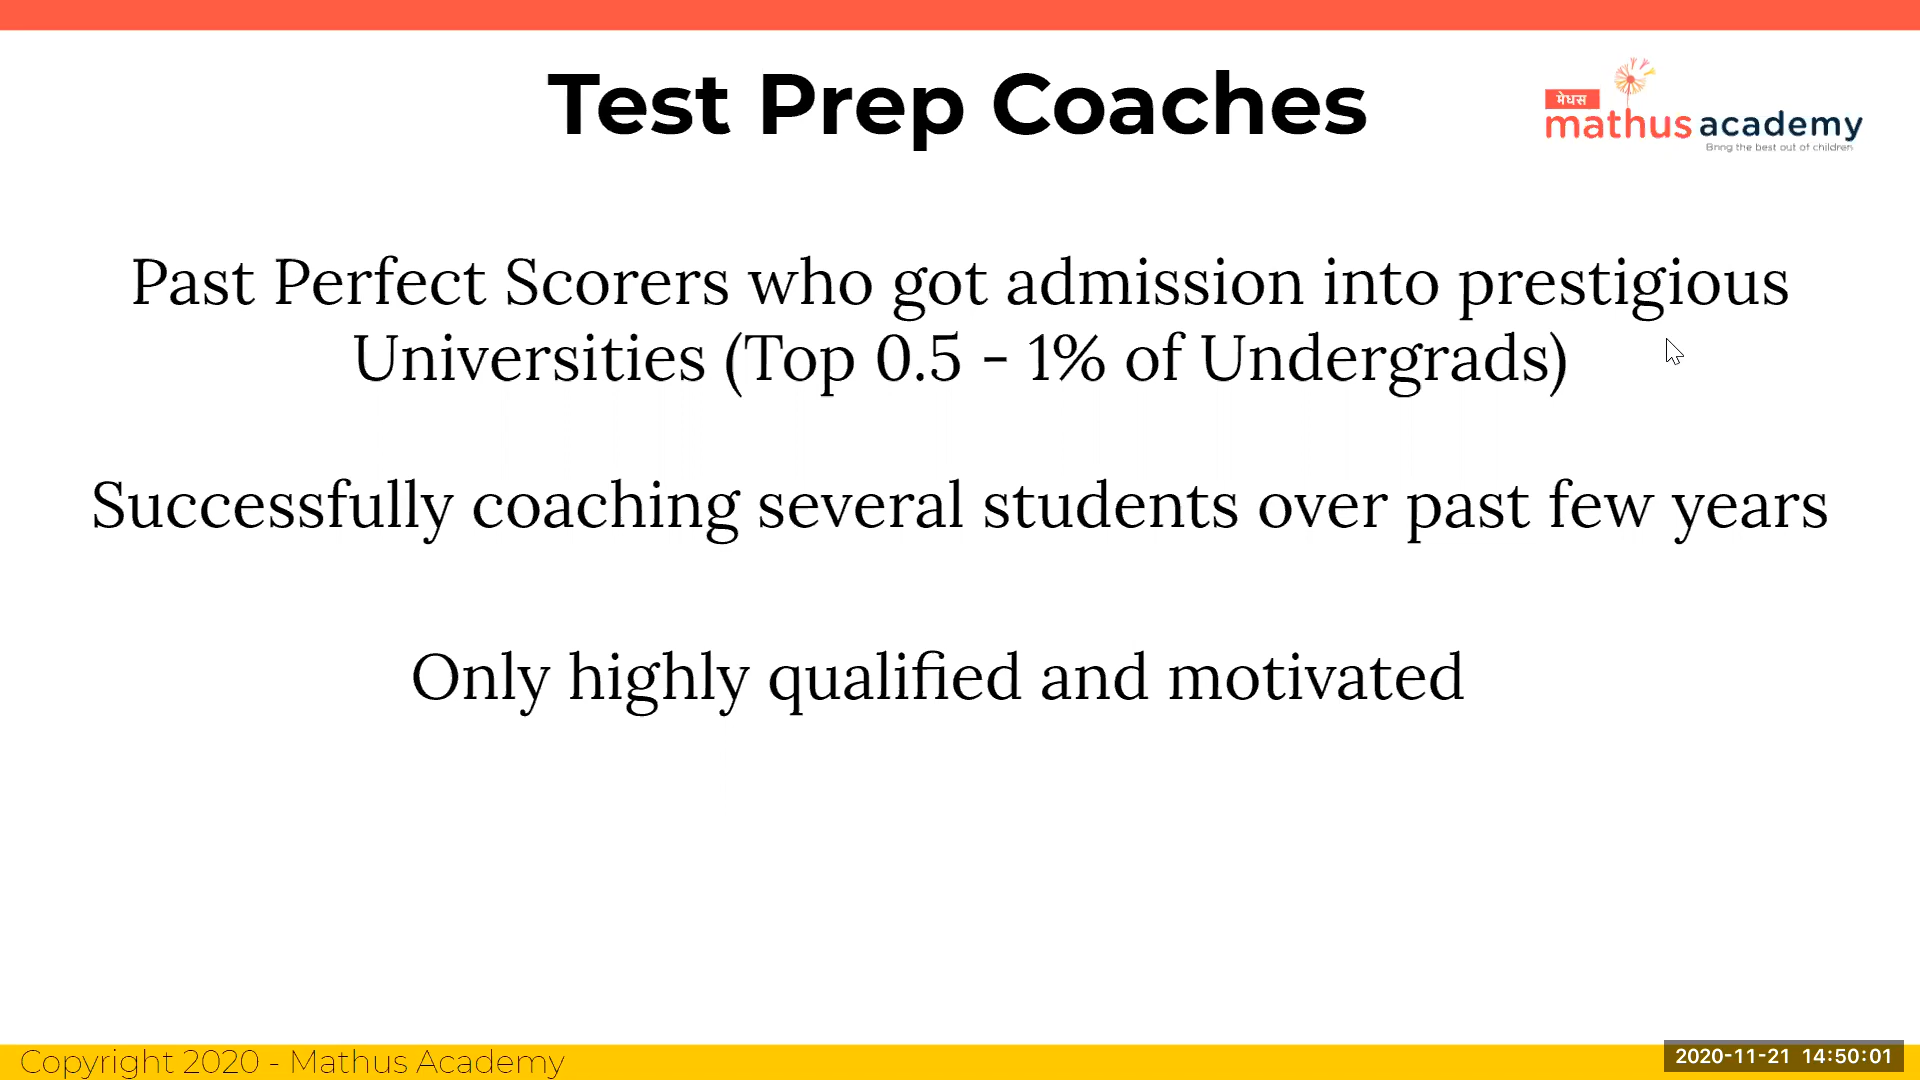 Test Prep Coaches
मेधस
mathus academy
Bring the best out of children
Past Perfect Scorers who got admission into prestigious
Universities (Top 0.5 - 1% of Undergrads)
Successfully coaching several students over past few years
Only highly qualified and motivated
Copyright 2020 - Mathus Academy
2020-11-21 14:50:01